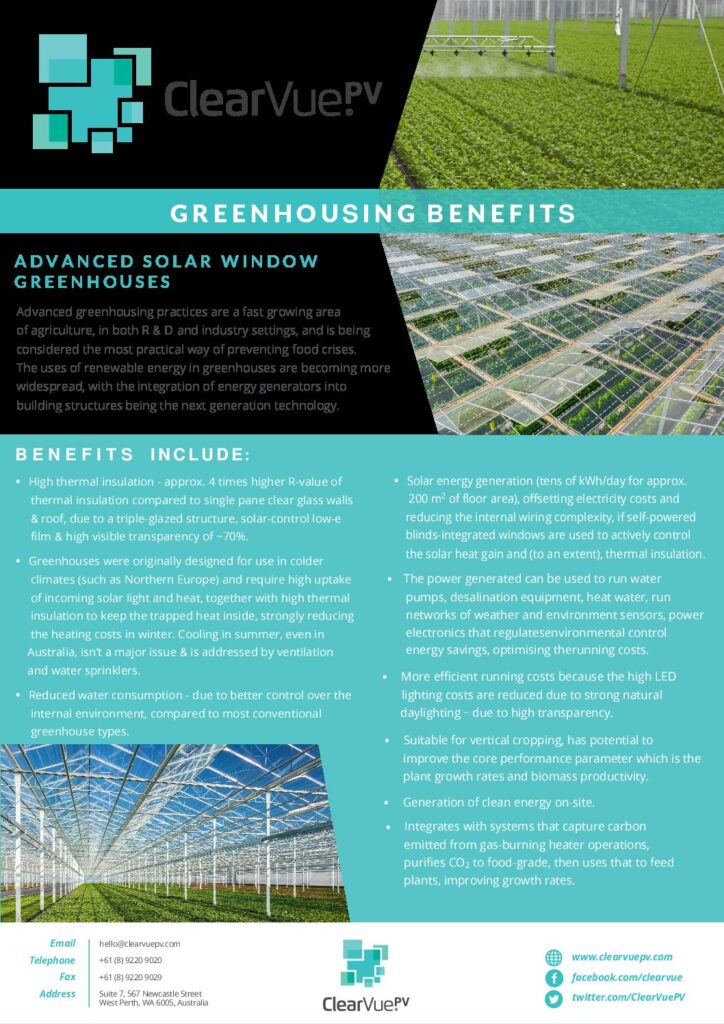 ClearVue.PV
GREENHOUSING BENEFITS
ADVANCED SOLAR WINDOW
GREENHOUSES
Advanced greenhousing practices are a fast growing area
of agriculture, in both R & D and industry settings, and is being
considered the most practical way of preventing food crises.
The uses of renewable energy in greenhouses are becoming more
widespread, with the integration of energy generators into
building structures being the next generation technology.
BENEFITS INCLUDE:
• High thermal insulation - approx. 4 times higher R-value of
thermal insulation compared to single pane clear glass walls
& roof, due to a triple-glazed structure, solar-control low-e
film & high visible transparency of ~70%.
• Greenhouses were originally designed for use in colder
climates (such as Northern Europe) and require high uptake
of incoming solar light and heat, together with high thermal
insulation to keep the trapped heat inside, strongly reducing
the heating costs in winter. Cooling in summer, even in
Australia, isn't a major issue & is addressed by ventilation
and water sprinklers.
• Reduced water consumption - due to better control over the
internal environment, compared to most conventional
greenhouse types.
• Solar energy generation (tens of kWh/day for approx.
200 m² of floor area), offsetting electricity costs and
reducing the internal wiring complexity, if self-powered
blinds-integrated windows are used to actively control
the solar heat gain and (to an extent), thermal insulation.
• The power generated can be used to run water
pumps, desalination equipment, heat water, run
networks of weather and environment sensors, power
electronics that regulatesenvironmental control
energy savings, optimising therunning costs.
• More efficient running costs because the high LED
lighting costs are reduced due to strong natural
daylighting - due to high transparency.
• Suitable for vertical cropping, has potential to
improve the core performance parameter which is the
plant growth rates and biomass productivity.
• Generation of clean energy on-site.
• Integrates with systems that capture carbon
emitted from gas-burning heater operations,
purifies CO₂ to food-grade, then uses that to feed
plants, improving growth rates.
Email hello@clearvuepv.com
Telephone +61 (8) 9220 9020
Fax +61 (8) 9220 9029
Address Suite 7, 567 Newcastle Street
West Perth, WA 6005, Australia
ClearVue.PV
www.clearvuepv.com
facebook.com/clearvue
twitter.com/ClearVuePV